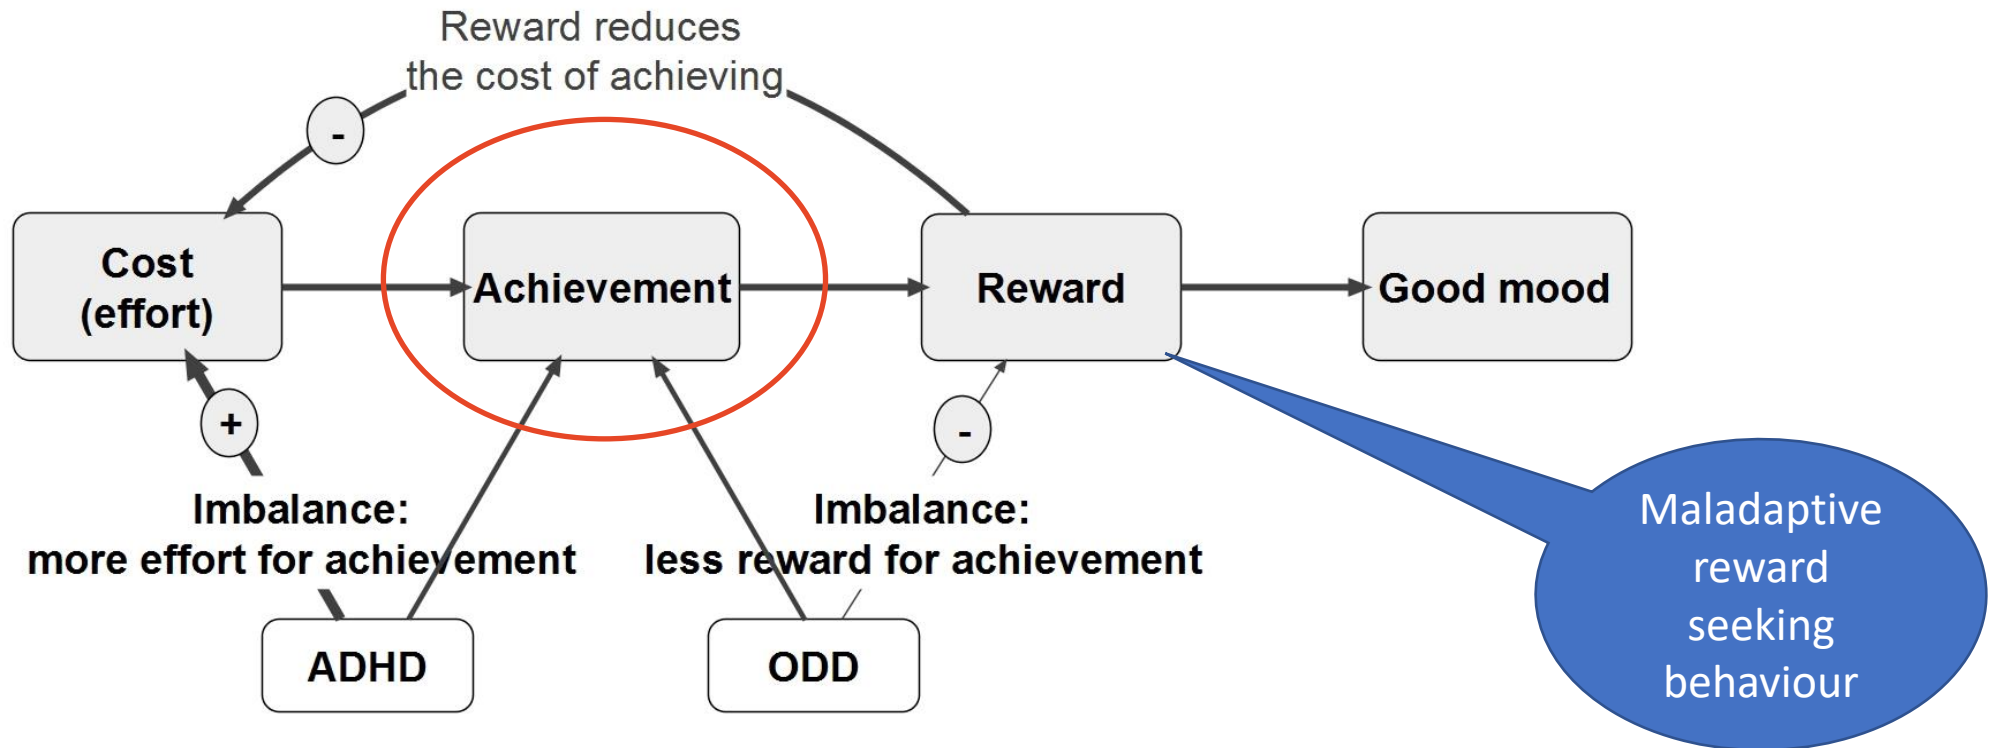 Reward reduces
the cost of achieving
-
Cost
(effort)
Achievement
Reward
Good mood
+
-
Imbalance:
more effort for achievement
Imbalance:
less reward for achievement
ADHD
ODD
Maladaptive
reward
seeking
behaviour